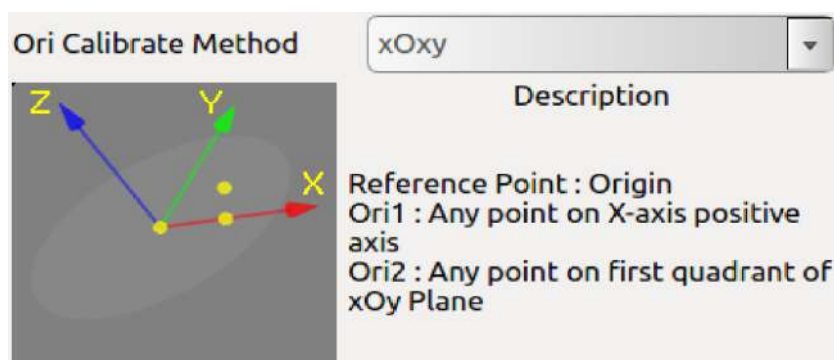 Ori Calibrate Method
xOxy
Description
Z
Y
X
Reference Point : Origin
Ori1 : Any point on X-axis positive
axis
Ori2 : Any point on first quadrant of
xOy Plane